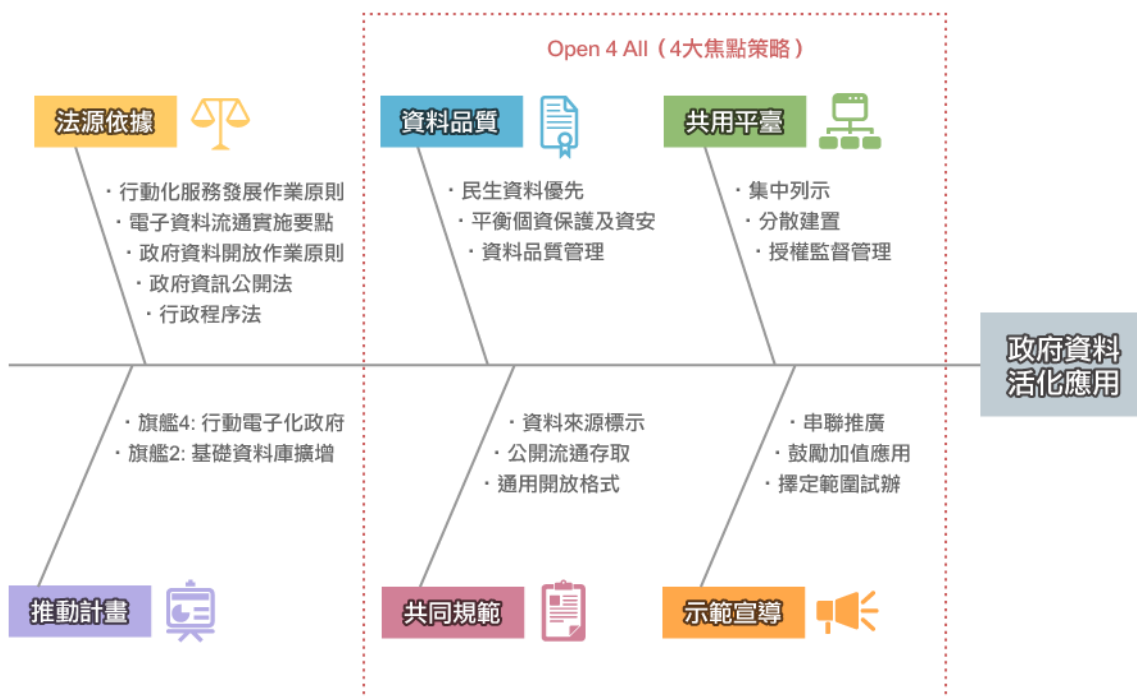 Open 4 All（4大焦點策略）
法源依據
・行動化服務發展作業原則
・電子資料流通實施要點
・政府資料開放作業原則
・政府資訊公開法
・行政程序法
資料品質
・民生資料優先
・平衡個資保護及資安
・資料品質管理
共用平臺
・集中列示
・分散建置
・授權監督管理
政府資料
活化應用
・旗艦4: 行動電子化政府
・旗艦2: 基礎資料庫擴增
推動計畫
・資料來源標示
・公開流通存取
・通用開放格式
共同規範
・串聯推廣
・鼓勵加值應用
・擇定範圍試辦
示範宣導